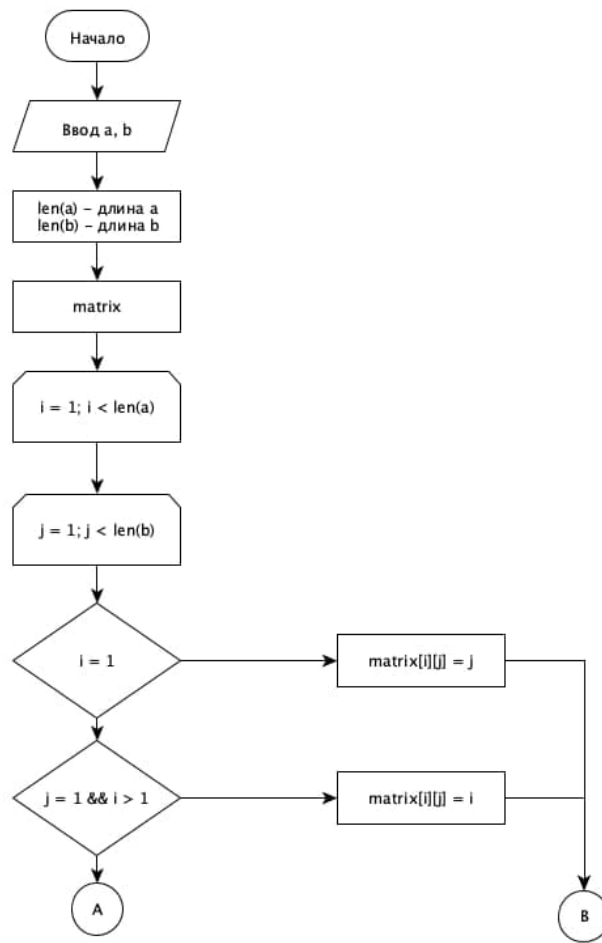 Начало
Ввод a, b
len(a) – длина a
len(b) – длина b
matrix
i = 1; i < len(a)
j = 1; j < len(b)
i = 1
matrix[i][j] = j
j = 1 && i > 1
matrix[i][j] = i
A
B